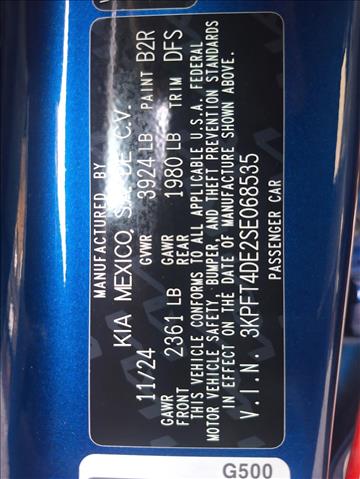 MANUFACTURED BY
KIA MEXICO, S.A. DE C.V.
11/24 GVWR 3924 LB PAINT B2R
GAWR FRONT 2361 LB GAWR REAR 1980 LB TRIM DFS
THIS VEHICLE CONFORMS TO ALL APPLICABLE U.S.A. FEDERAL
MOTOR VEHICLE SAFETY, BUMPER, AND THEFT PREVENTION STANDARDS
IN EFFECT ON THE DATE OF MANUFACTURE SHOWN ABOVE.
V.I.N. 3KPFT4DE2SE068535
PASSENGER CAR
G500